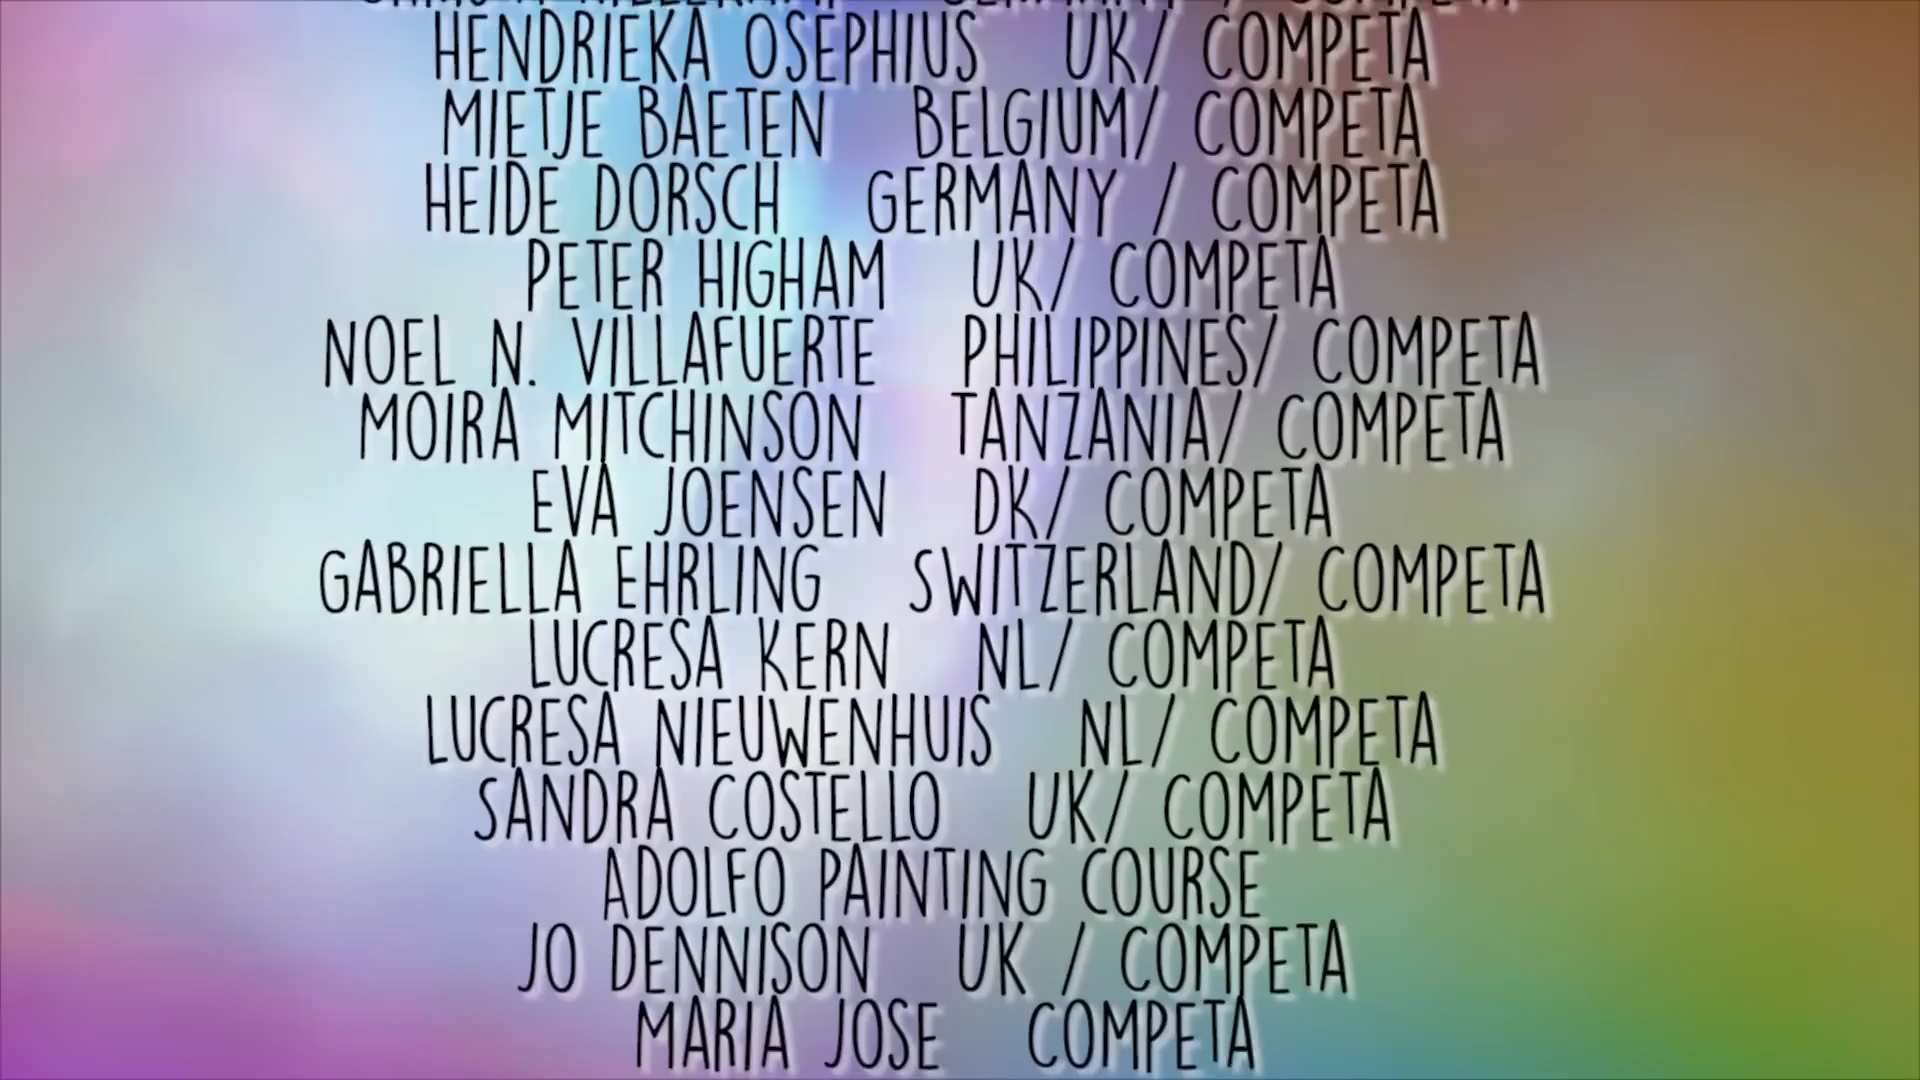 HENDRIEKA OSEPHIUS UK/ COMPETA
MIETJE BAETEN BELGIUM/ COMPETA
HEIDE DORSCH GERMANY / COMPETA
PETER HIGHAM UK/ COMPETA
NOEL N. VILLAFUERTE PHILIPPINES/ COMPETA
MOIRA MITCHINSON TANZANIA/ COMPETA
EVA JOENSEN DK/ COMPETA
GABRIELLA EHRLING SWITZERLAND/ COMPETA
LUCRESA KERN NL/ COMPETA
LUCRESA NIEUWENHUIS NL/ COMPETA
SANDRA COSTELLO UK/ COMPETA
ADOLFO PAINTING COURSE
JO DENNISON UK / COMPETA
MARIA JOSE COMPETA